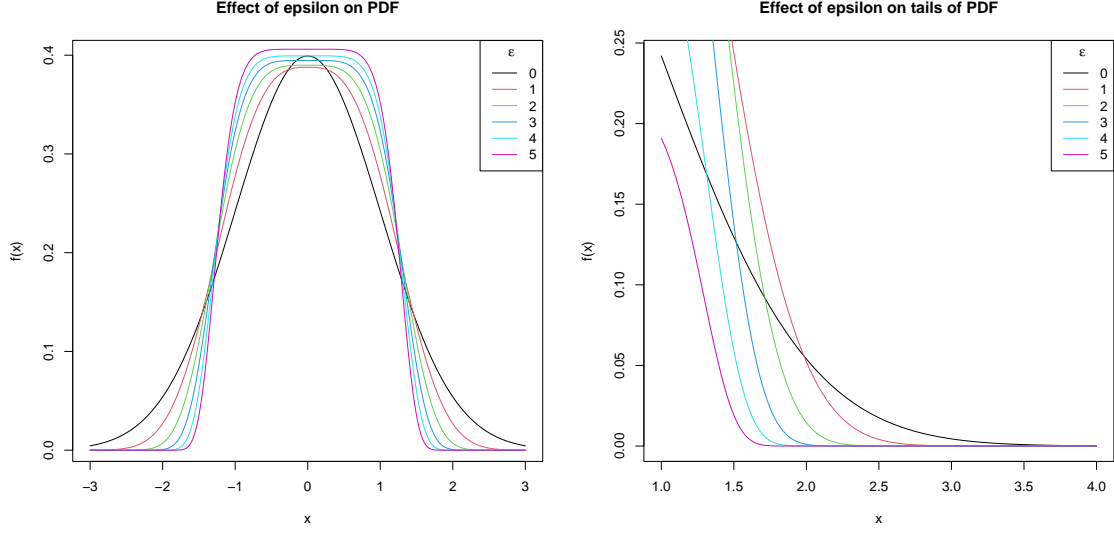 Effect of epsilon on PDF
f(x)
0.4
0.3
0.2
0.1
0.0
−3 −2 −1 0 1 2 3
x
ε
0
1
2
3
4
5
Effect of epsilon on tails of PDF
f(x)
0.25
0.20
0.15
0.10
0.05
0.00
1.0 1.5 2.0 2.5 3.0 3.5 4.0
x
ε
0
1
2
3
4
5